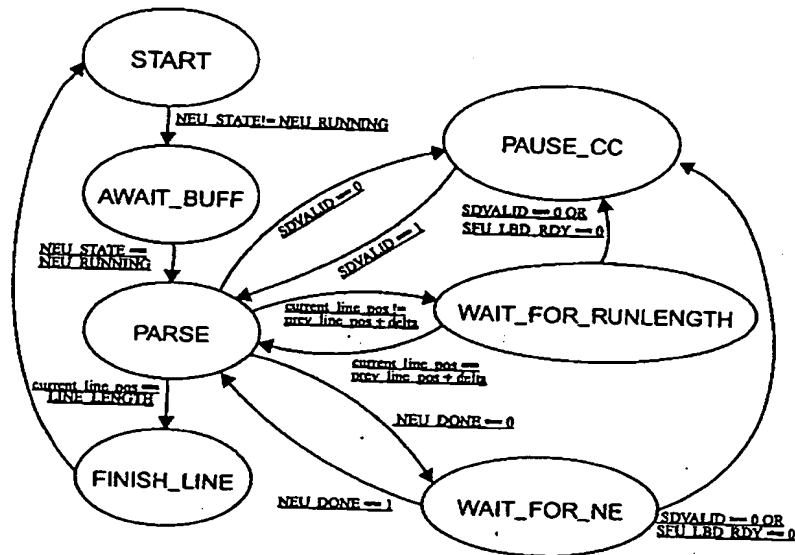 START
NEU_STATE!= NEU_RUNNING
PAUSE_CC
AWAIT_BUFF
SDVALID == 0
SDVALID == 0 OR
SFU_LBD_RDY == 0
NEU_STATE ==
NEU_RUNNING
SDVALID == 1
current_line_pos !=
prev_line_pos + delta
WAIT_FOR_RUNLENGTH
PARSE
current_line_pos ==
prev_line_pos + delta
current_line_pos ==
LINE_LENGTH
NEU_DONE == 0
FINISH_LINE
NEU_DONE == 1
WAIT_FOR_NE
SDVALID == 0 OR
SFU_LBD_RDY == 0